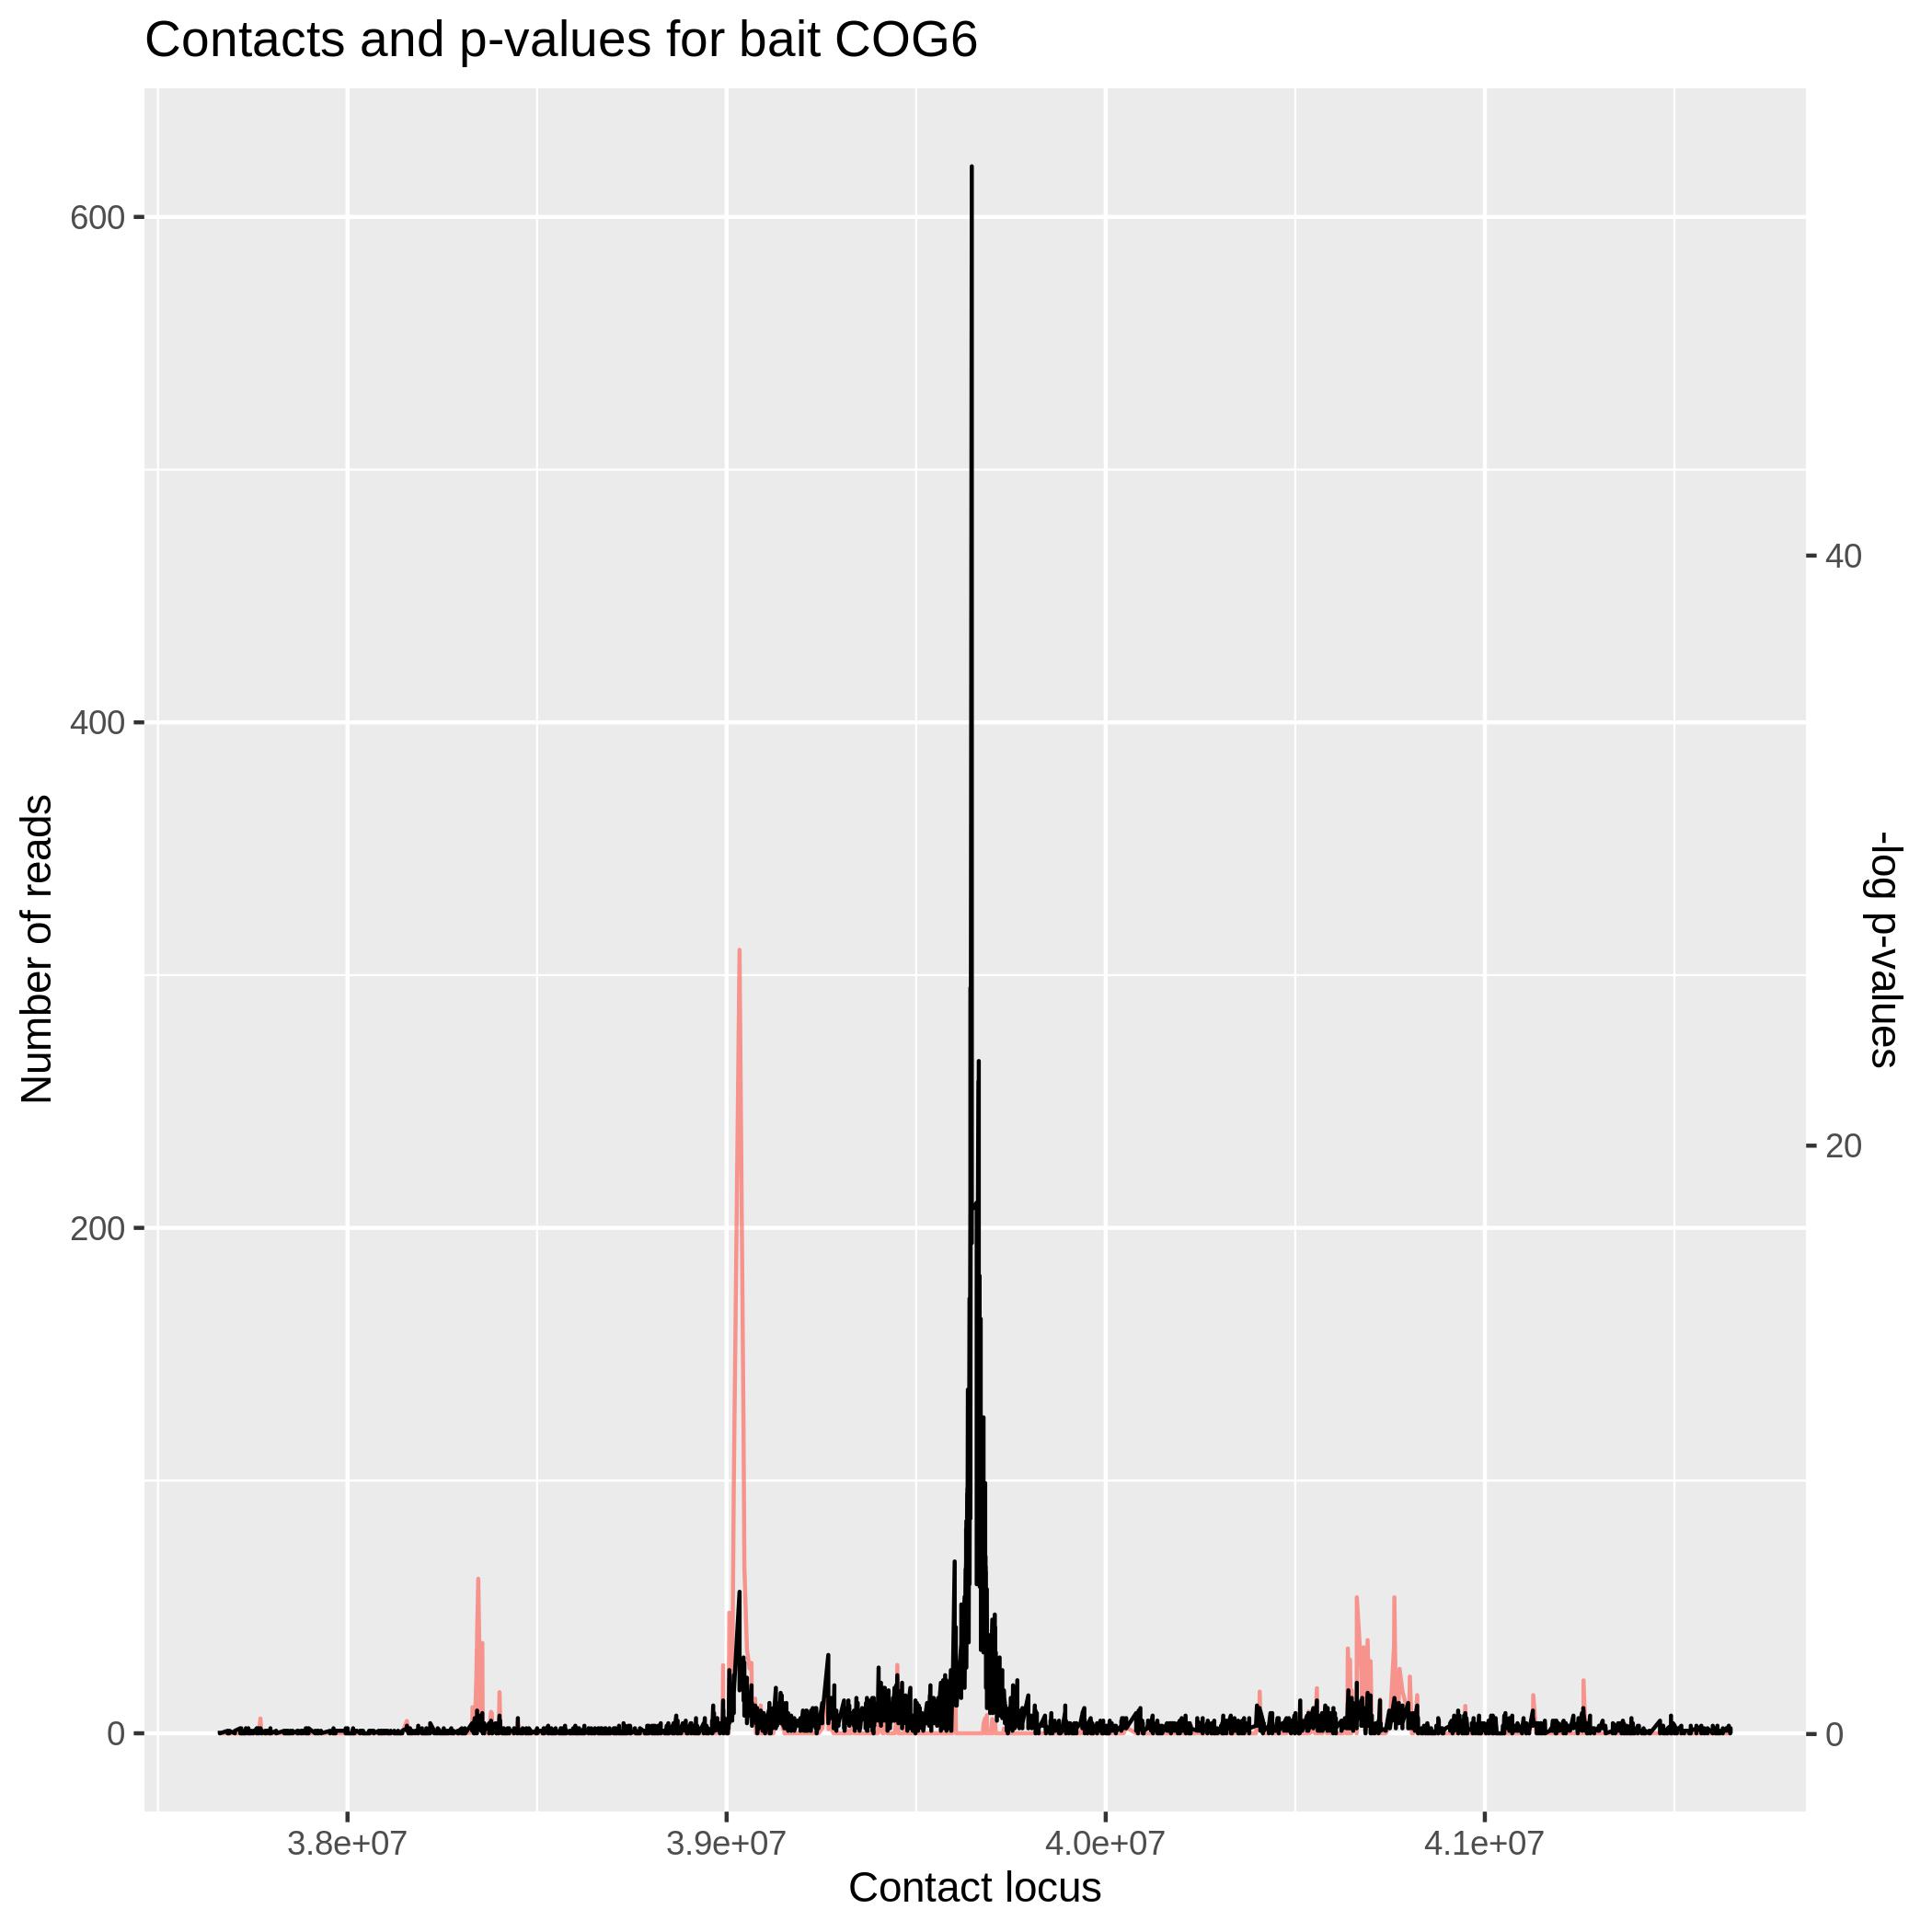 Contacts and p-values for bait COG6
600
400
200
0
Number of reads
40
20
0
-log p-values
3.8e+07
3.9e+07
4.0e+07
4.1e+07
Contact locus